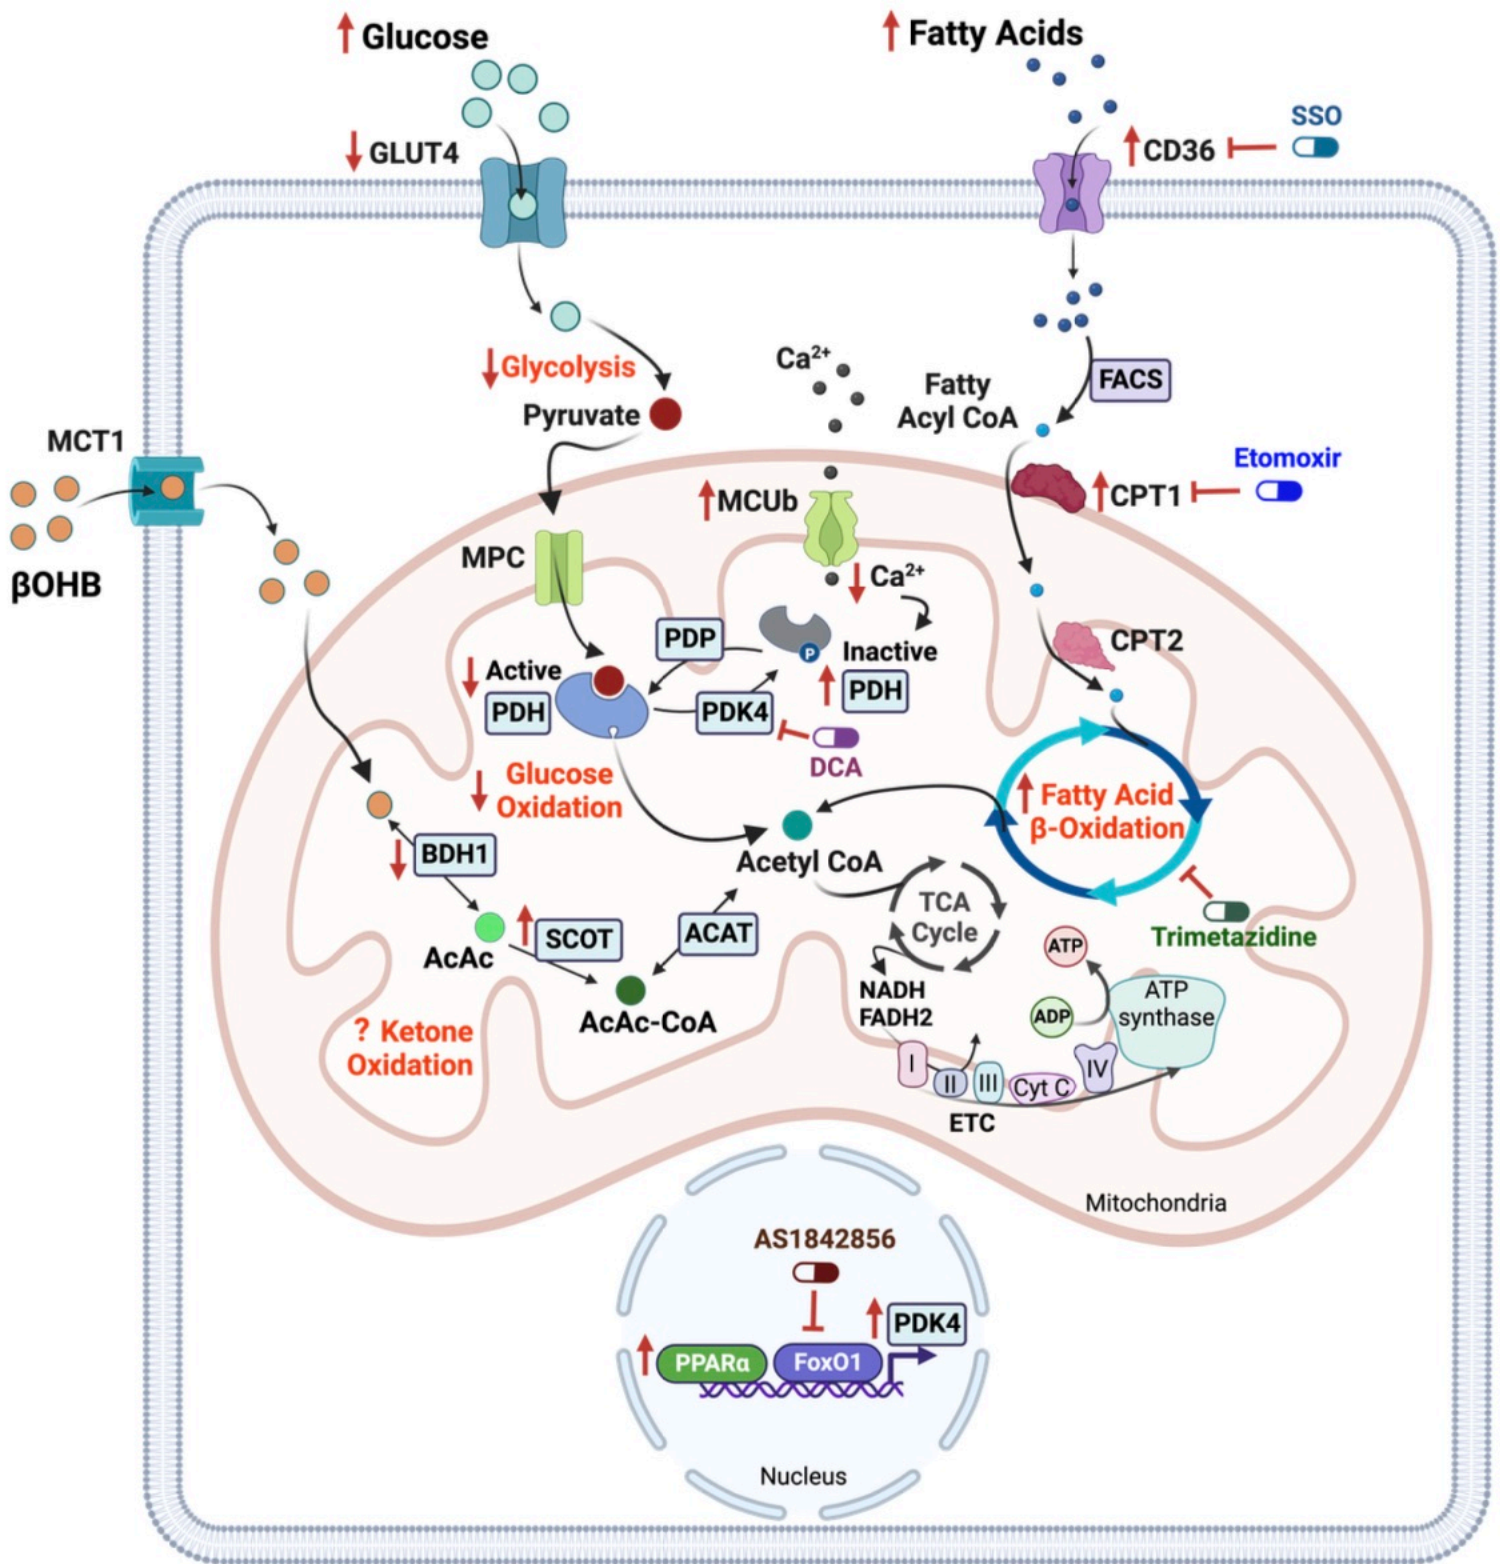 Glucose
Fatty Acids
GLUT4
CD36
SSO
Glycolysis
Pyruvate
Ca²⁺
Fatty
Acyl CoA
FACS
MCT1
βOHB
Etomoxir
CPT1
MCUb
MPC
Ca²⁺
PDP
P
Inactive
PDH
CPT2
Active
PDH
PDK4
DCA
Glucose
Oxidation
Fatty Acid
β-Oxidation
BDH1
Acetyl CoA
TCA
Cycle
Trimetazidine
AcAc
SCOT
ACAT
AcAc-CoA
NADH
FADH2
ATP
ADP
ATP
synthase
? Ketone
Oxidation
I
II
III
Cyt C
IV
ETC
Mitochondria
AS1842856
PDK4
PPARα
FoxO1
Nucleus